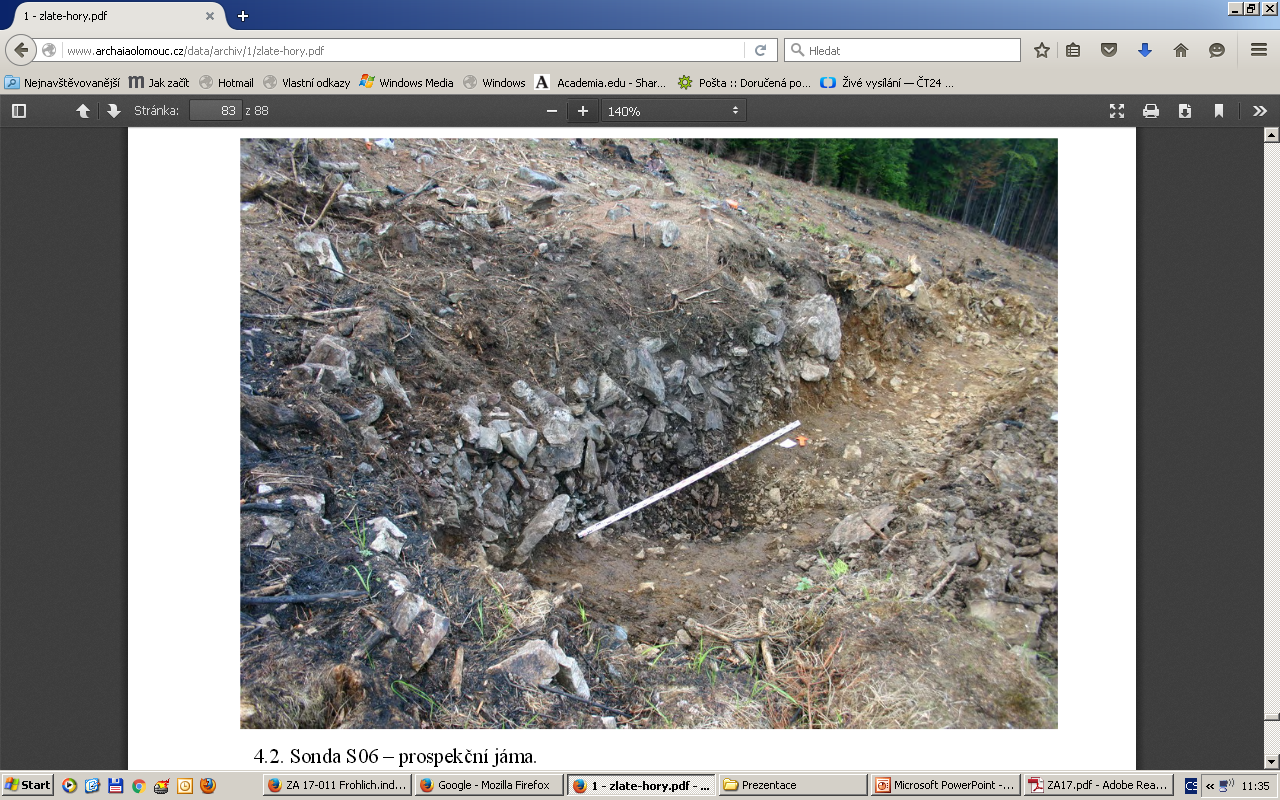 1 - zlate-hory.pdf
www.archaiaolomouc.cz/data/archiv/1/zlate-hory.pdf
Hledat
Nejnavštěvovanější Jak začít Hotmail Vlastní odkazy Windows Media Windows Academia.edu - Shar... Pošta :: Doručená po... Živé vysílání — ČT24
Stránka: 83 z 88 140%
4.2. Sonda S06 – prospekční jáma.
Start ZA 17-011 Frohlich.ind... Google - Mozilla Firefox 1 - zlate-hory.pdf - ... Prezentace Microsoft PowerPoint -... ZA17.pdf - Adobe Rea... CS « 11:35